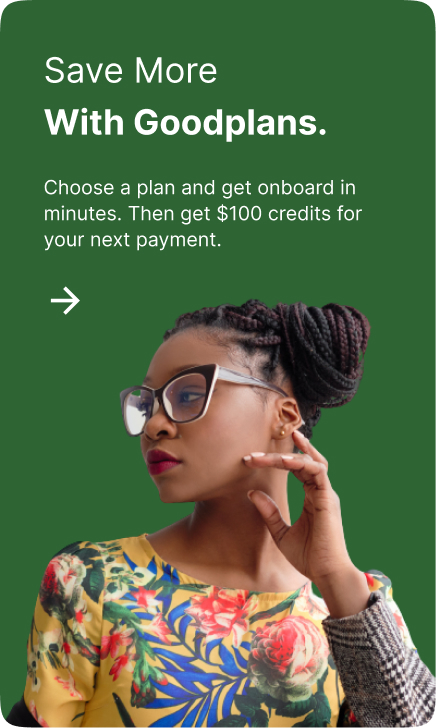 Save More
With Goodplans.
Choose a plan and get onboard in
minutes. Then get $100 credits for
your next payment.